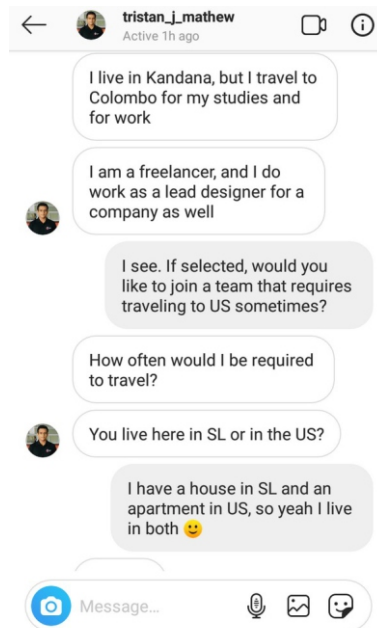 tristan_j_mathew
Active 1h ago
I live in Kandana, but I travel to
Colombo for my studies and
for work
I am a freelancer, and I do
work as a lead designer for a
company as well
I see. If selected, would you
like to join a team that requires
traveling to US sometimes?
How often would I be required
to travel?
You live here in SL or in the US?
I have a house in SL and an
apartment in US, so yeah I live
in both 🙂
Message...